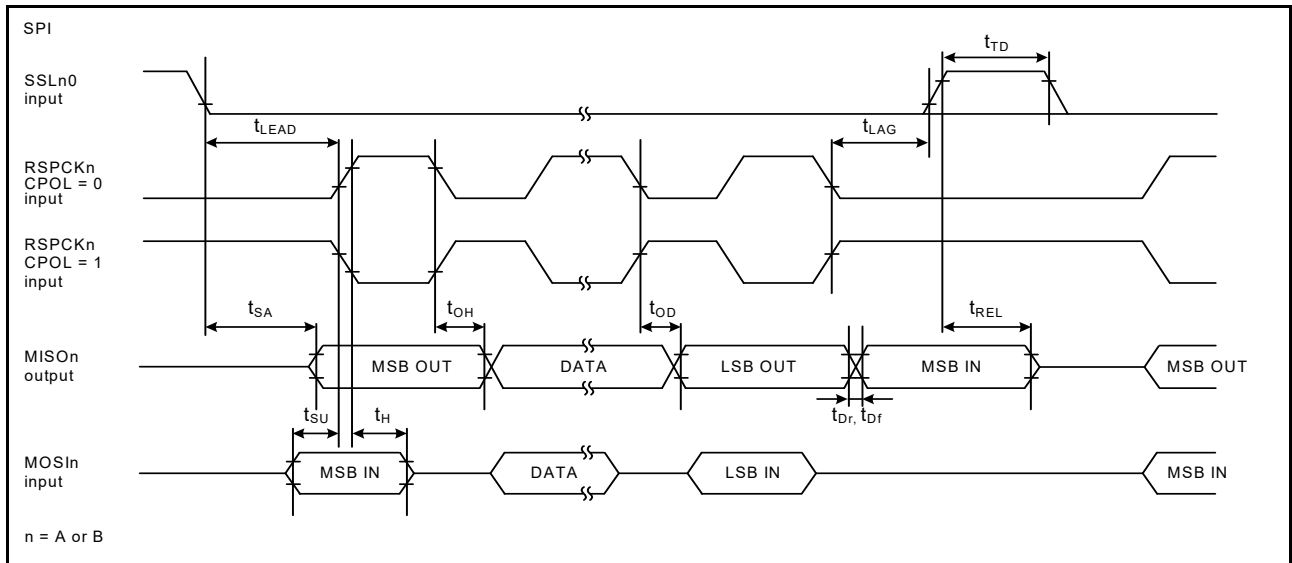 SPI
tTD
SSLn0
input
tLEAD
tLAG
RSPCKn
CPOL = 0
input
RSPCKn
CPOL = 1
input
tSA
tOH
tOD
tREL
MISOn
output
MSB OUT
DATA
LSB OUT
MSB IN
MSB OUT
tSU
tH
tDr, tDf
MOSIn
input
MSB IN
DATA
LSB IN
MSB IN
n = A or B